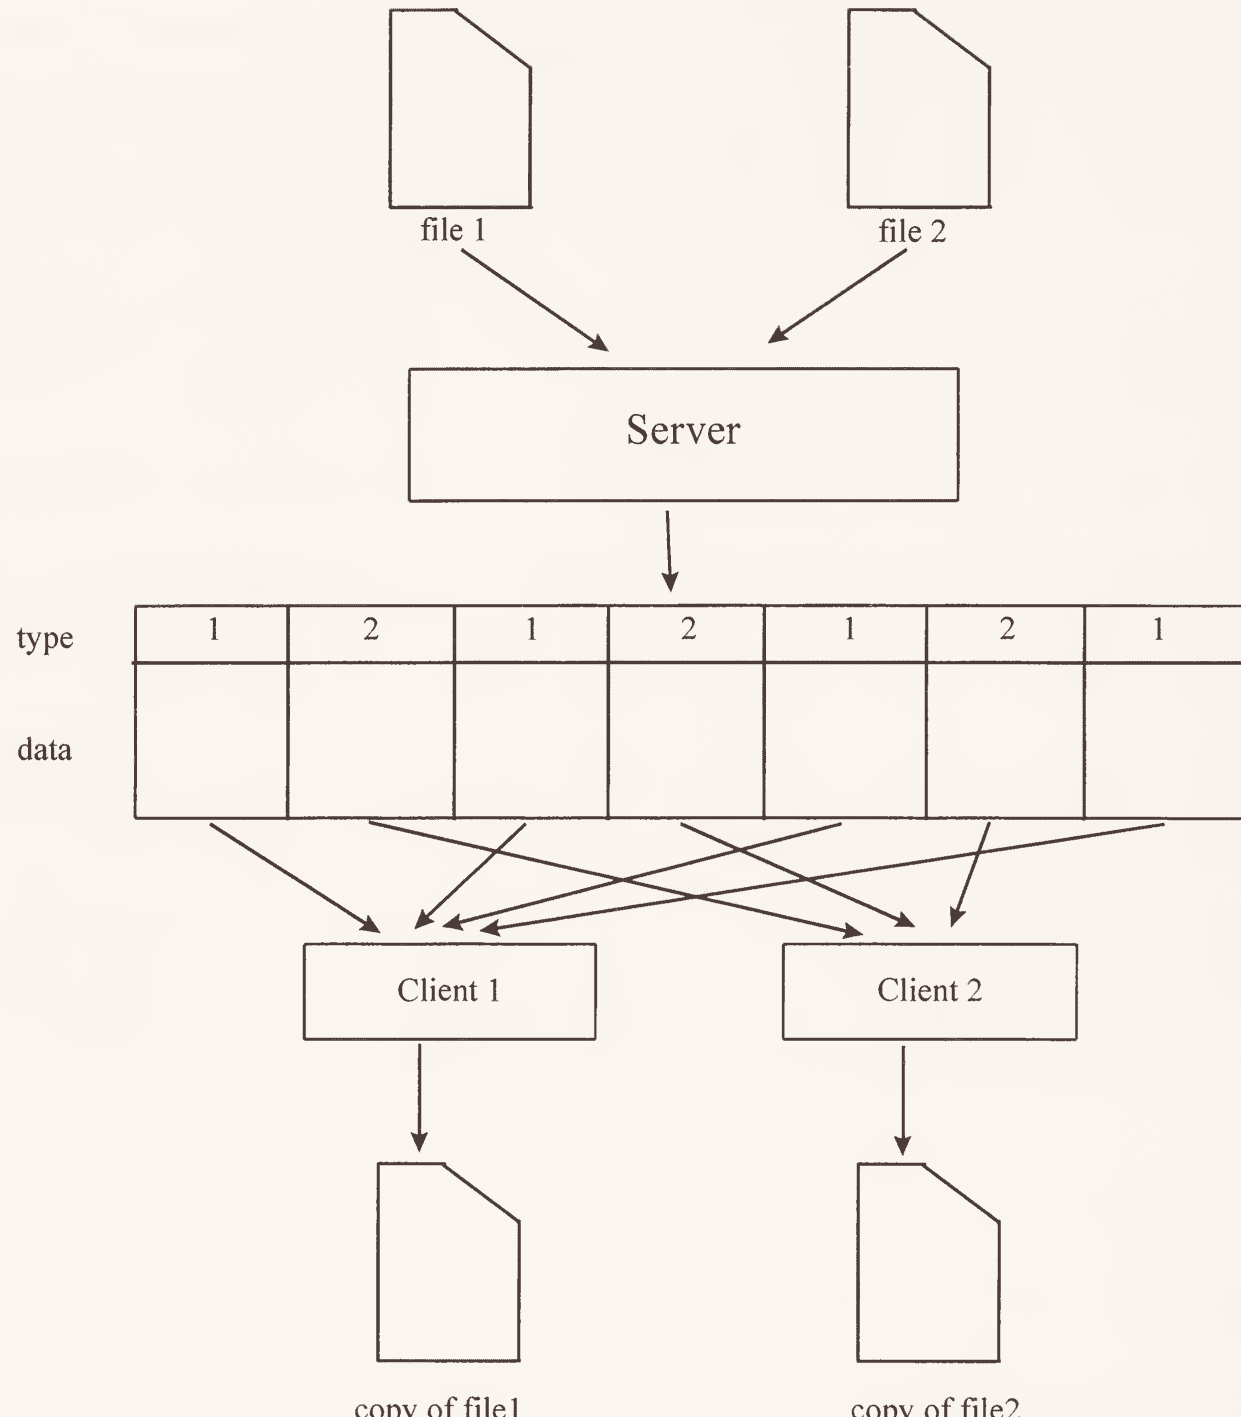 file 1
file 2
Server
type 1 2 1 2 1 2 1
data
Client 1
Client 2
copy of file1
copy of file2